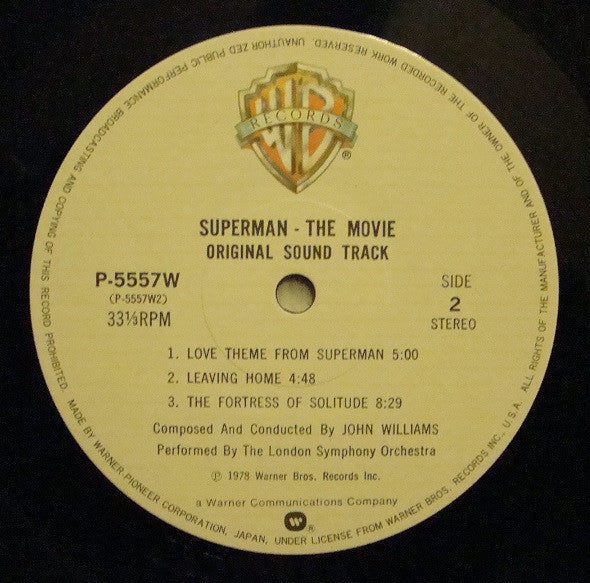 RECORDS
®
SUPERMAN - THE MOVIE
ORIGINAL SOUND TRACK
P-5557W
(P-5557W2)
33⅓RPM
SIDE
2
STEREO
1. LOVE THEME FROM SUPERMAN 5:00
2. LEAVING HOME 4:48
3. THE FORTRESS OF SOLITUDE 8:29
Composed And Conducted By JOHN WILLIAMS
Performed By The London Symphony Orchestra
℗ 1978 Warner Bros. Records Inc.
a Warner Communications Company
®
MADE BY WARNER-PIONEER CORPORATION, JAPAN, UNDER LICENSE FROM WARNER BROS. RECORDS INC., U.S.A. ALL RIGHTS OF THE MANUFACTURER AND OF THE OWNER OF THE RECORDED WORK RESERVED. UNAUTHORIZED PUBLIC PERFORMANCE BROADCASTING AND COPYING OF THIS RECORD PROHIBITED.